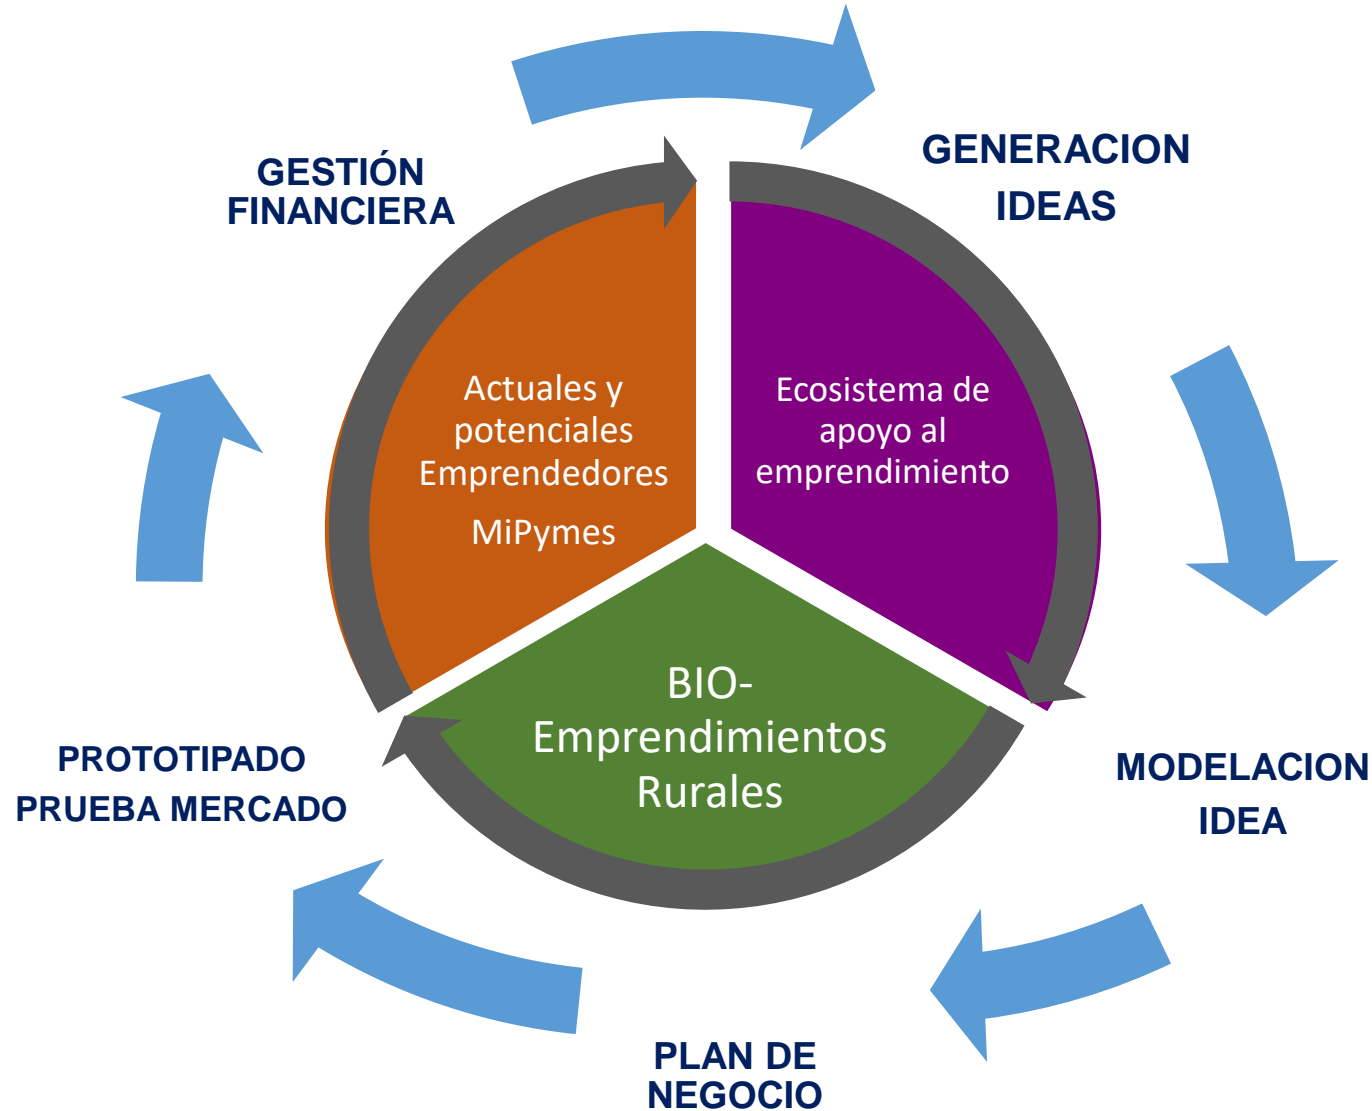 GENERACION
IDEAS
GESTIÓN
FINANCIERA
Actuales y
potenciales
Emprendedores
MiPymes
Ecosistema de
apoyo al
emprendimiento
BIO-
Emprendimientos
Rurales
PROTOTIPADO
PRUEBA MERCADO
MODELACION
IDEA
PLAN DE
NEGOCIO